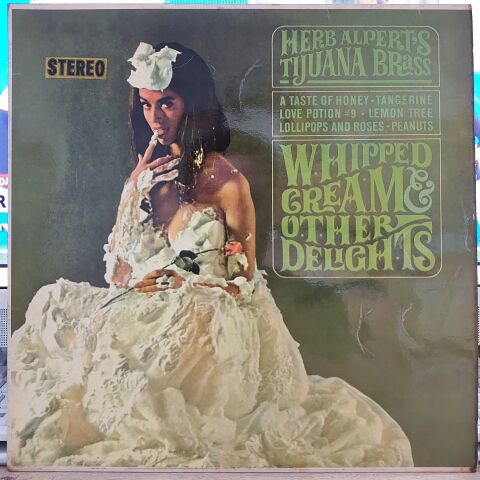 STEREO
HERB ALPERT'S
TIJUANA BRASS
A TASTE OF HONEY • TANGERINE
LOVE POTION #9 • LEMON TREE
LOLLIPOPS AND ROSES • PEANUTS
WHIPPED
CREAM &
OTHER
DELIGHTS